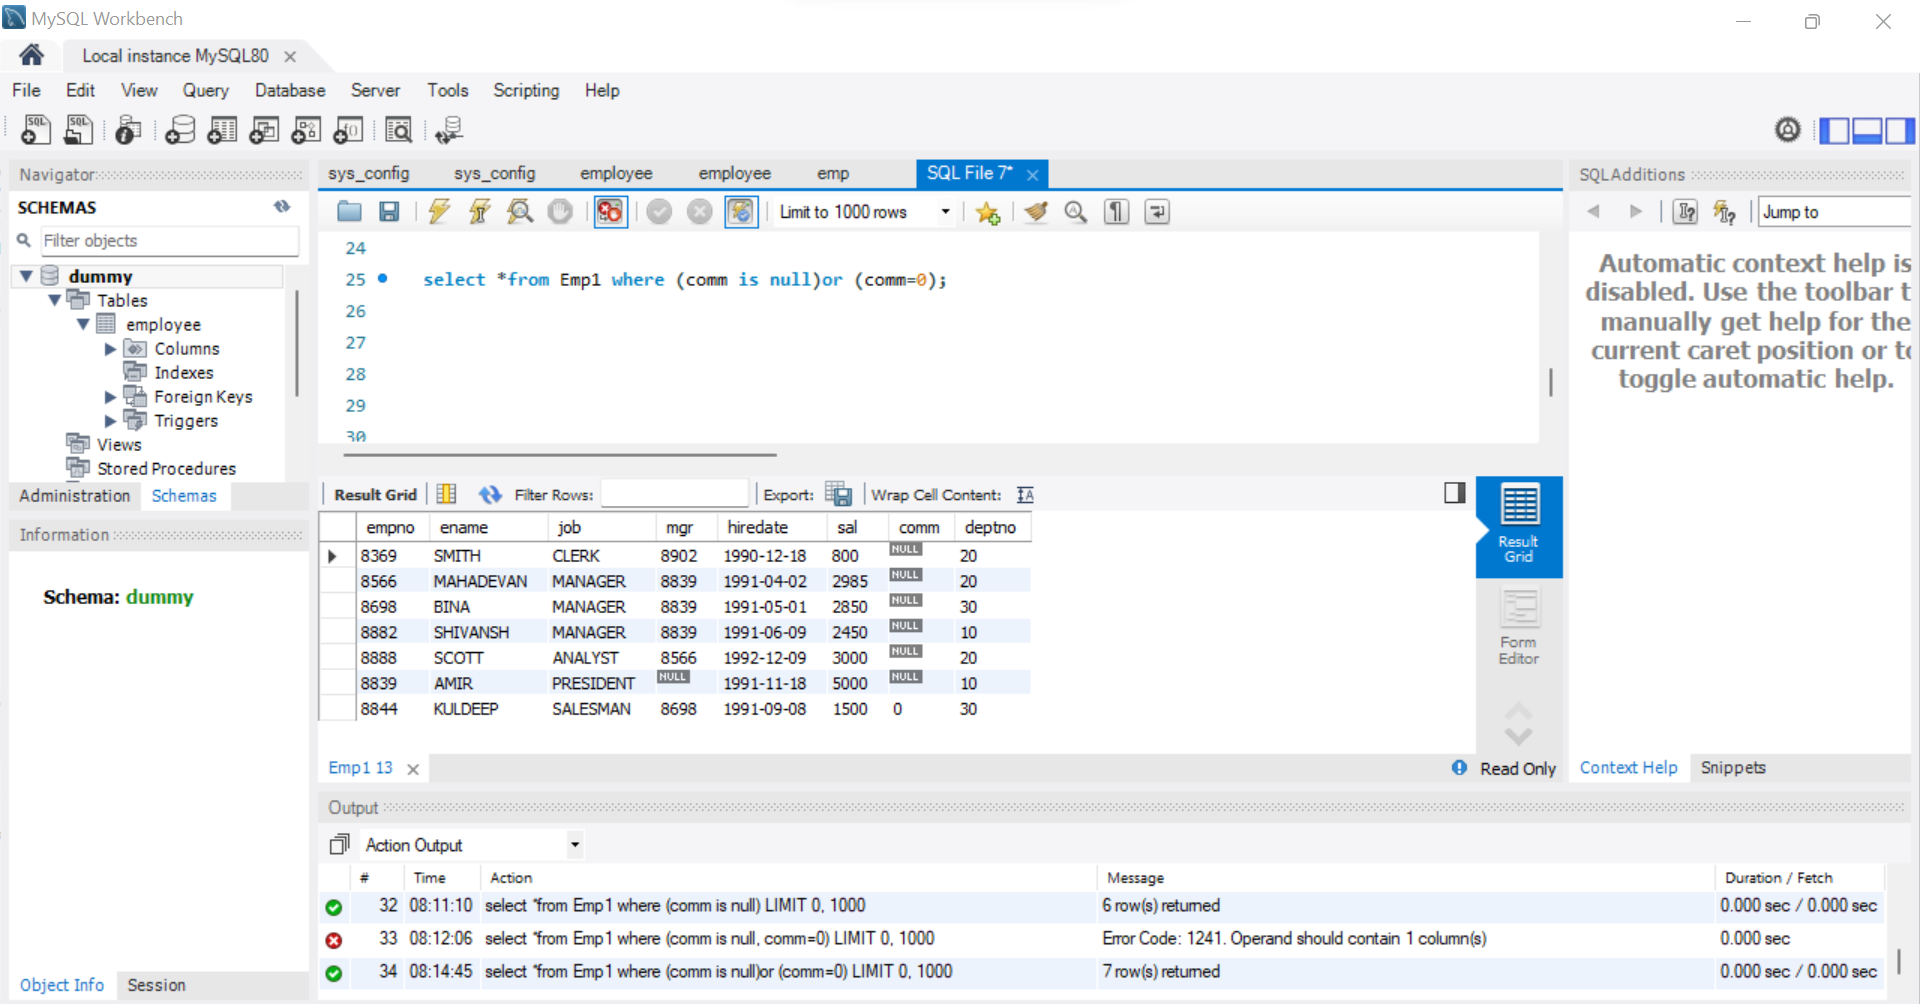 MySQL Workbench
Local instance MySQL80
File Edit View Query Database Server Tools Scripting Help
Navigator
SCHEMAS
Filter objects
dummy
Tables
employee
Columns
Indexes
Foreign Keys
Triggers
Views
Stored Procedures
Administration Schemas
Information
Schema: dummy
Object Info Session
sys_config sys_config employee employee emp SQL File 7*
Limit to 1000 rows
24
25 select *from Emp1 where (comm is null)or (comm=0);
26
27
28
29
30
Result Grid Filter Rows: Export: Wrap Cell Content: IA
empno ename job mgr hiredate sal comm deptno
8369 SMITH CLERK 8902 1990-12-18 800 NULL 20
8566 MAHADEVAN MANAGER 8839 1991-04-02 2985 NULL 20
8698 BINA MANAGER 8839 1991-05-01 2850 NULL 30
8882 SHIVANSH MANAGER 8839 1991-06-09 2450 NULL 10
8888 SCOTT ANALYST 8566 1992-12-09 3000 NULL 20
8839 AMIR PRESIDENT NULL 1991-11-18 5000 NULL 10
8844 KULDEEP SALESMAN 8698 1991-09-08 1500 0 30
Result
Grid
Form
Editor
Emp1 13
Read Only
SQLAdditions
Jump to
Automatic context help is
disabled. Use the toolbar t
manually get help for the
current caret position or to
toggle automatic help.
Context Help Snippets
Output
Action Output
# Time Action Message Duration / Fetch
32 08:11:10 select *from Emp1 where (comm is null) LIMIT 0, 1000 6 row(s) returned 0.000 sec / 0.000 sec
33 08:12:06 select *from Emp1 where (comm is null, comm=0) LIMIT 0, 1000 Error Code: 1241. Operand should contain 1 column(s) 0.000 sec
34 08:14:45 select *from Emp1 where (comm is null)or (comm=0) LIMIT 0, 1000 7 row(s) returned 0.000 sec / 0.000 sec